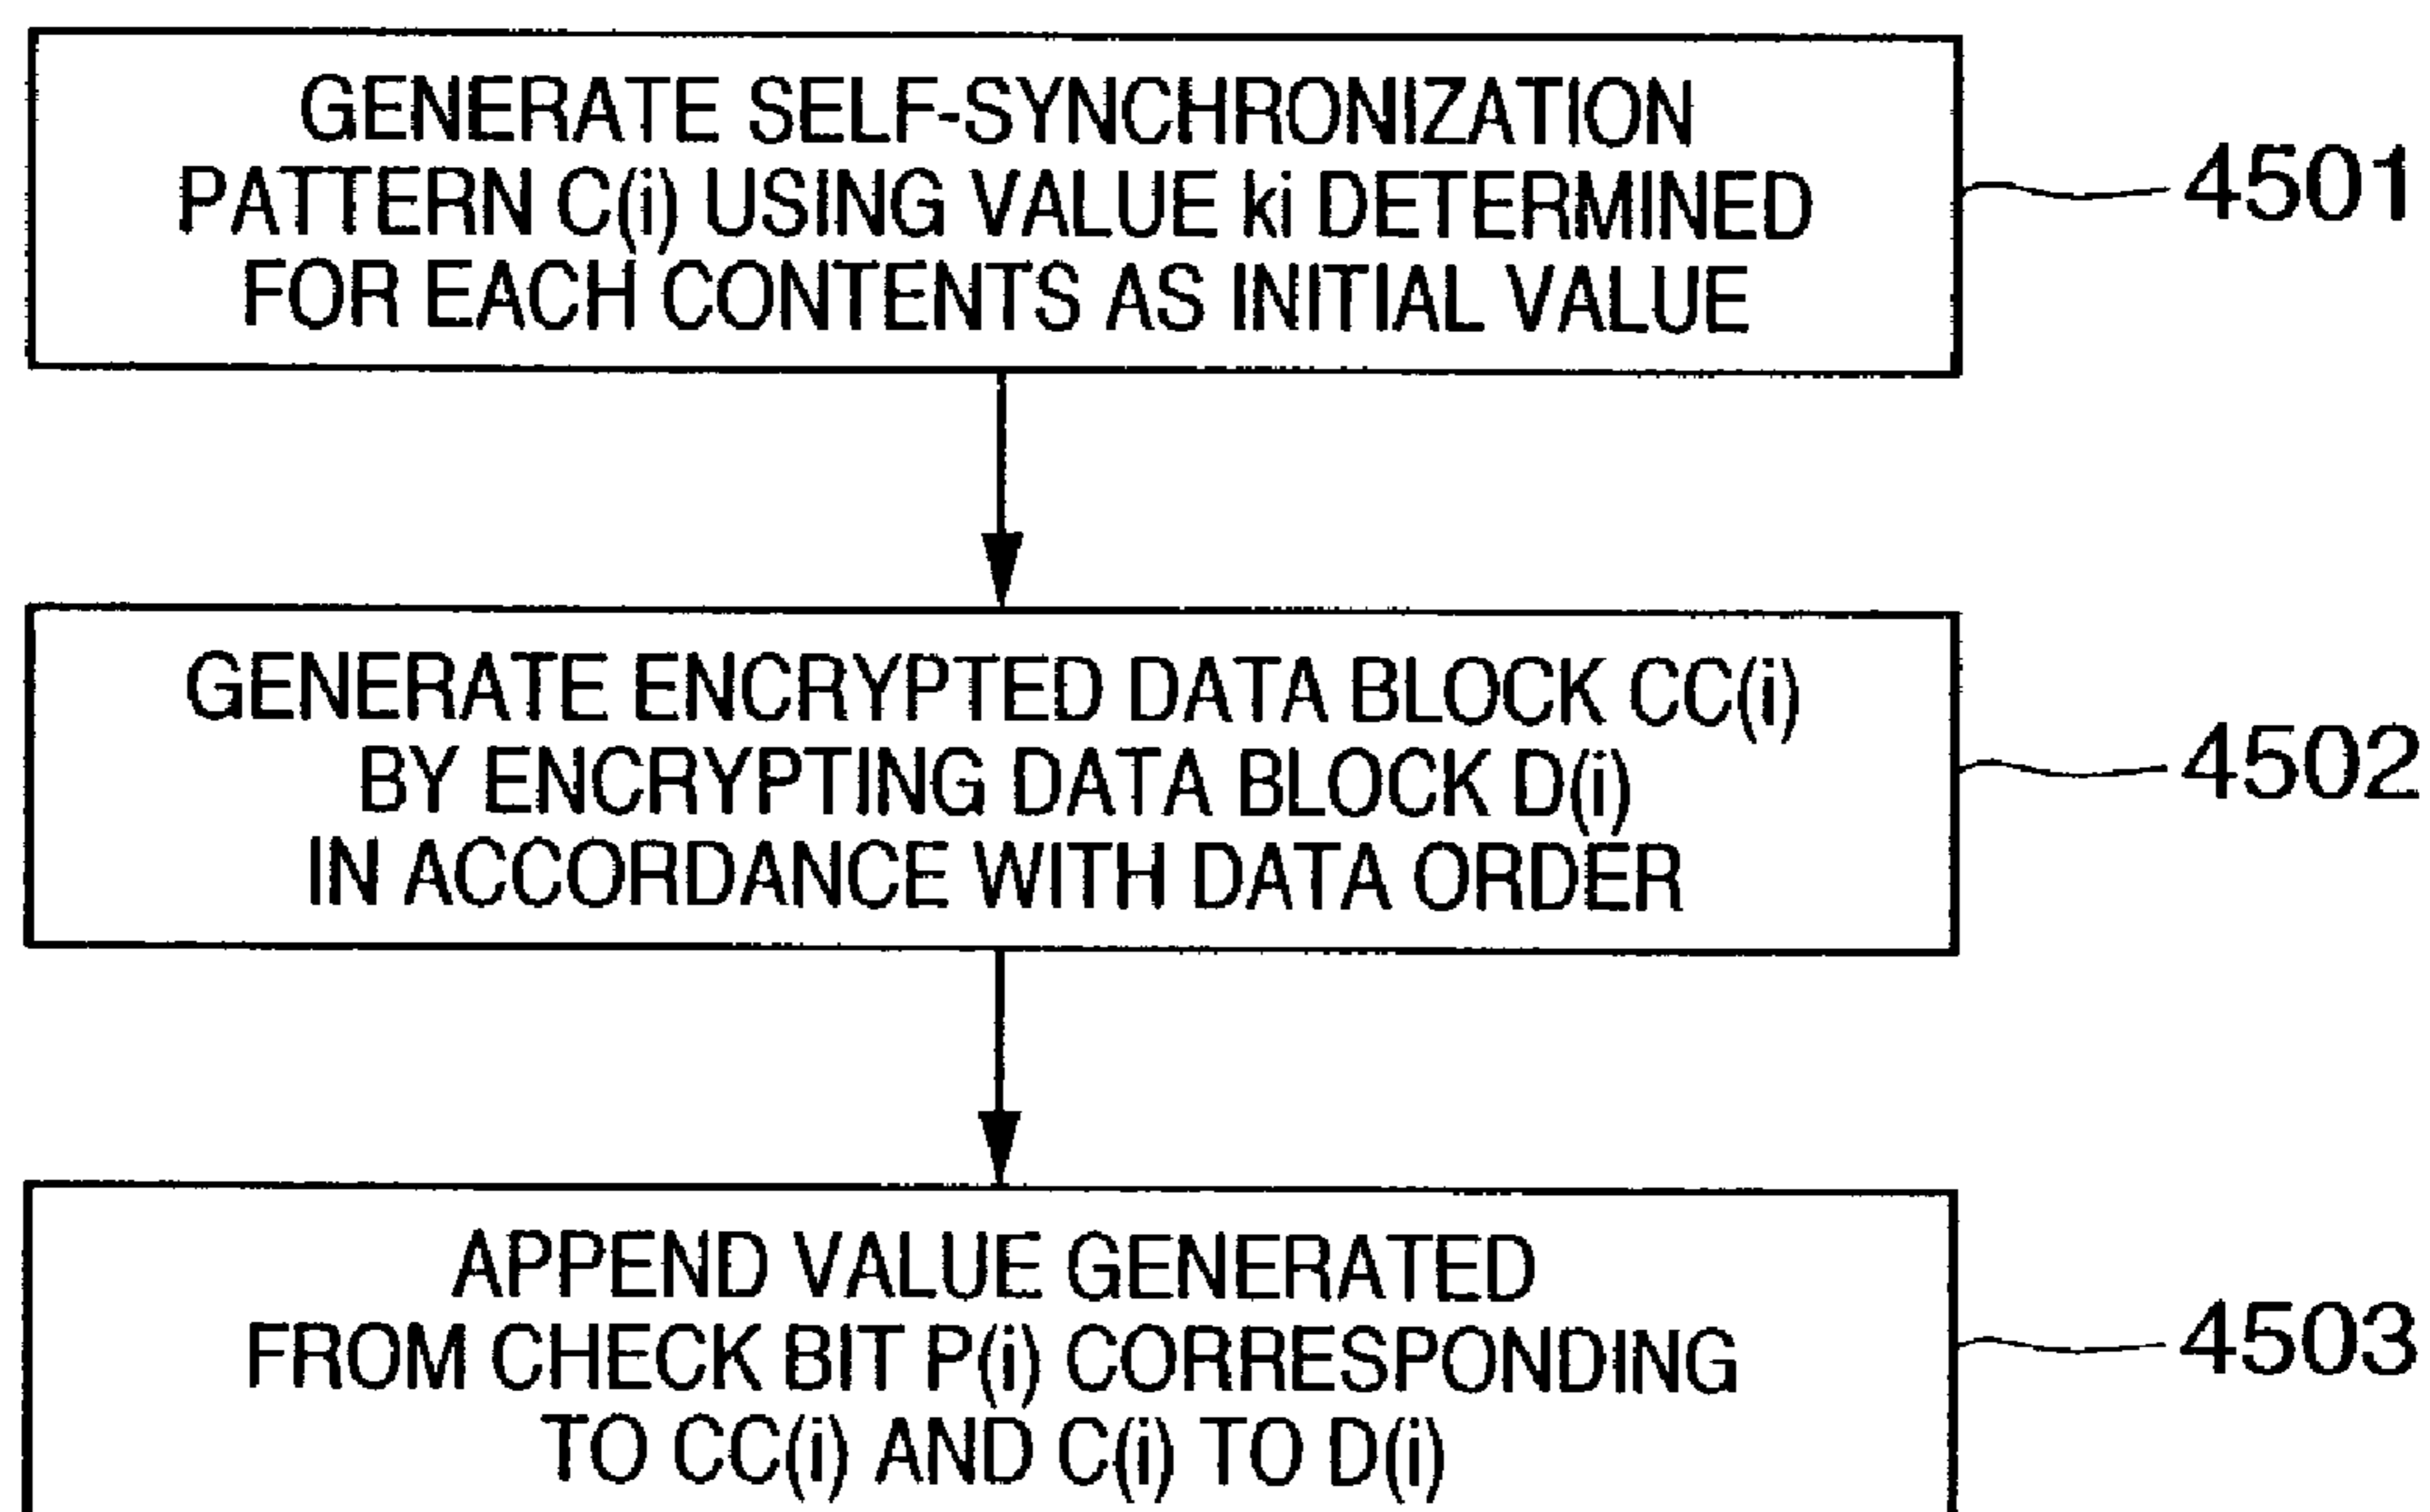 GENERATE SELF-SYNCHRONIZATION
PATTERN C(i) USING VALUE ki DETERMINED
FOR EACH CONTENTS AS INITIAL VALUE
4501
GENERATE ENCRYPTED DATA BLOCK CC(i)
BY ENCRYPTING DATA BLOCK D(i)
IN ACCORDANCE WITH DATA ORDER
4502
APPEND VALUE GENERATED
FROM CHECK BIT P(i) CORRESPONDING
TO CC(i) AND C(i) TO D(i)
4503